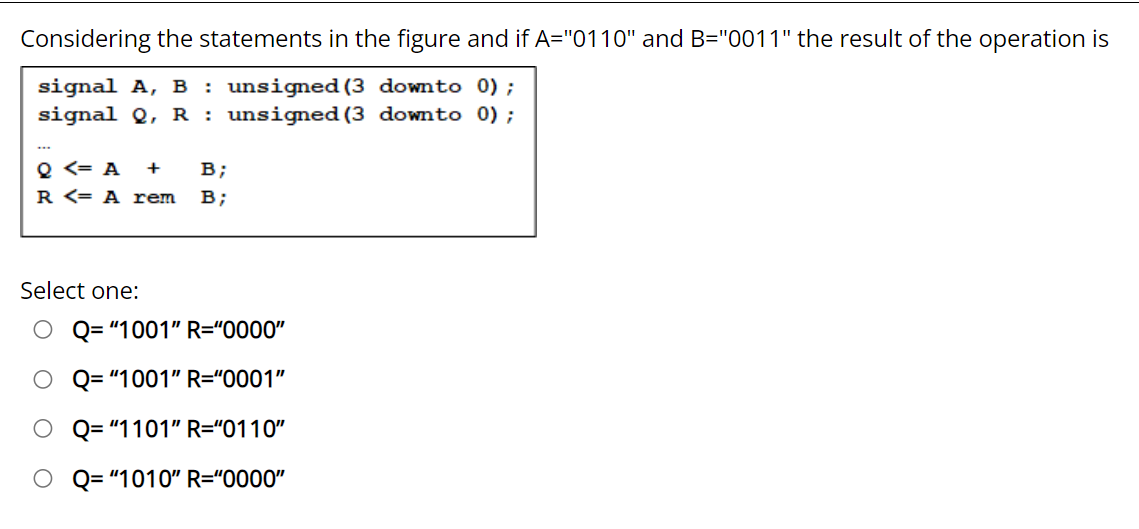 Considering the statements in the figure and if A="0110" and B="0011" the result of the operation is
signal A, B : unsigned(3 downto 0);
signal Q, R : unsigned(3 downto 0);
...
Q <= A + B;
R <= A rem B;
Select one:
Q= “1001” R=“0000”
Q= “1001” R=“0001”
Q= “1101” R=“0110”
Q= “1010” R=“0000”